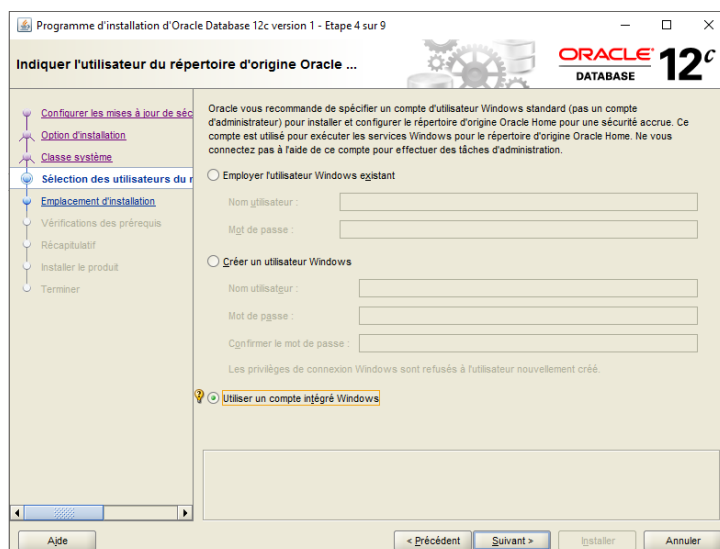 Programme d'installation d'Oracle Database 12c version 1 - Etape 4 sur 9
Indiquer l'utilisateur du répertoire d'origine Oracle ...
ORACLE
DATABASE
12c
Configurer les mises à jour de séc
Option d'installation
Classe système
Sélection des utilisateurs du r
Emplacement d'installation
Vérifications des prérequis
Récapitulatif
Installer le produit
Terminer
Oracle vous recommande de spécifier un compte d'utilisateur Windows standard (pas un compte
d'administrateur) pour installer et configurer le répertoire d'origine Oracle Home pour une sécurité accrue. Ce
compte est utilisé pour exécuter les services Windows pour le répertoire d'origine Oracle Home. Ne vous
connectez pas à l'aide de ce compte pour effectuer des tâches d'administration.
Employer l'utilisateur Windows existant
Nom utilisateur :
Mot de passe :
Créer un utilisateur Windows
Nom utilisateur :
Mot de passe :
Confirmer le mot de passe :
Les privilèges de connexion Windows sont refusés à l'utilisateur nouvellement créé.
Utiliser un compte intégré Windows
Aide
< Précédent
Suivant >
Installer
Annuler